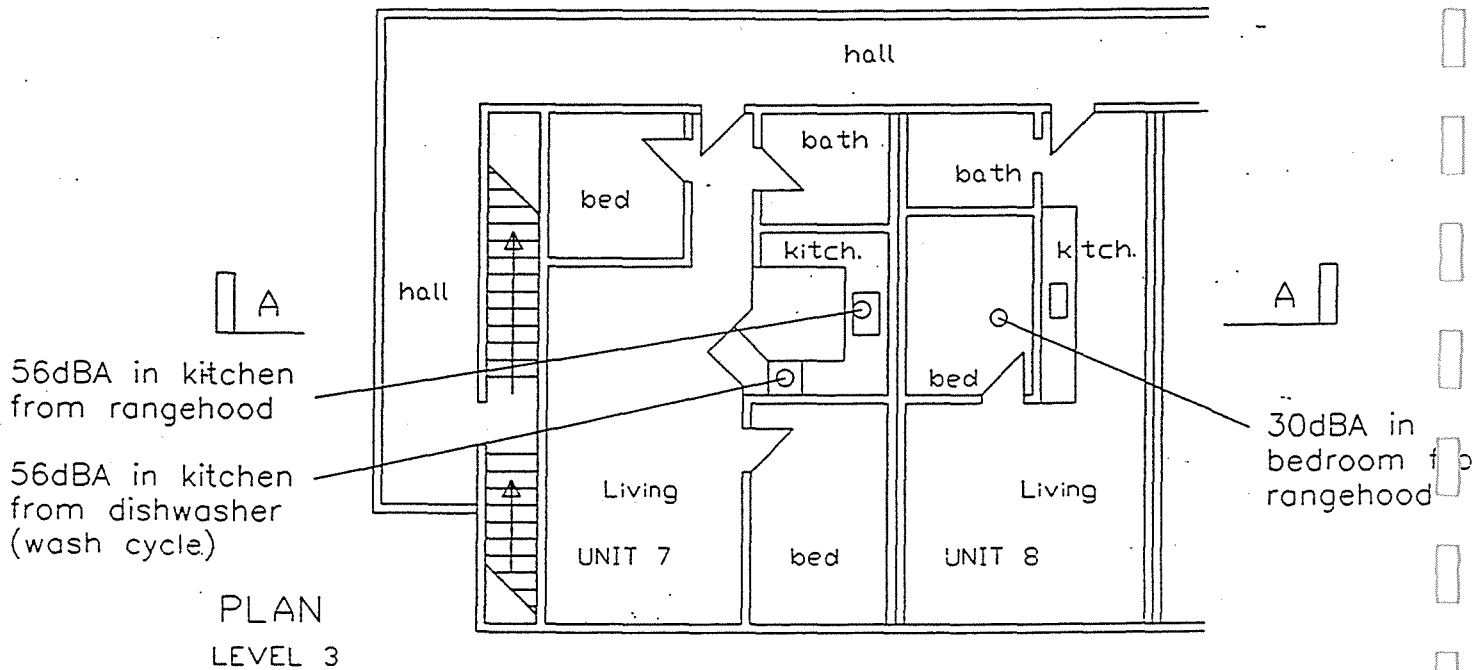 hall
bath
bath
bed
kitch.
kitch.
hall
A
A
56dBA in kitchen
from rangehood
bed
30dBA in
bedroom
rangehood
56dBA in kitchen
from dishwasher
(wash cycle)
Living
Living
UNIT 7
bed
UNIT 8
PLAN
LEVEL 3